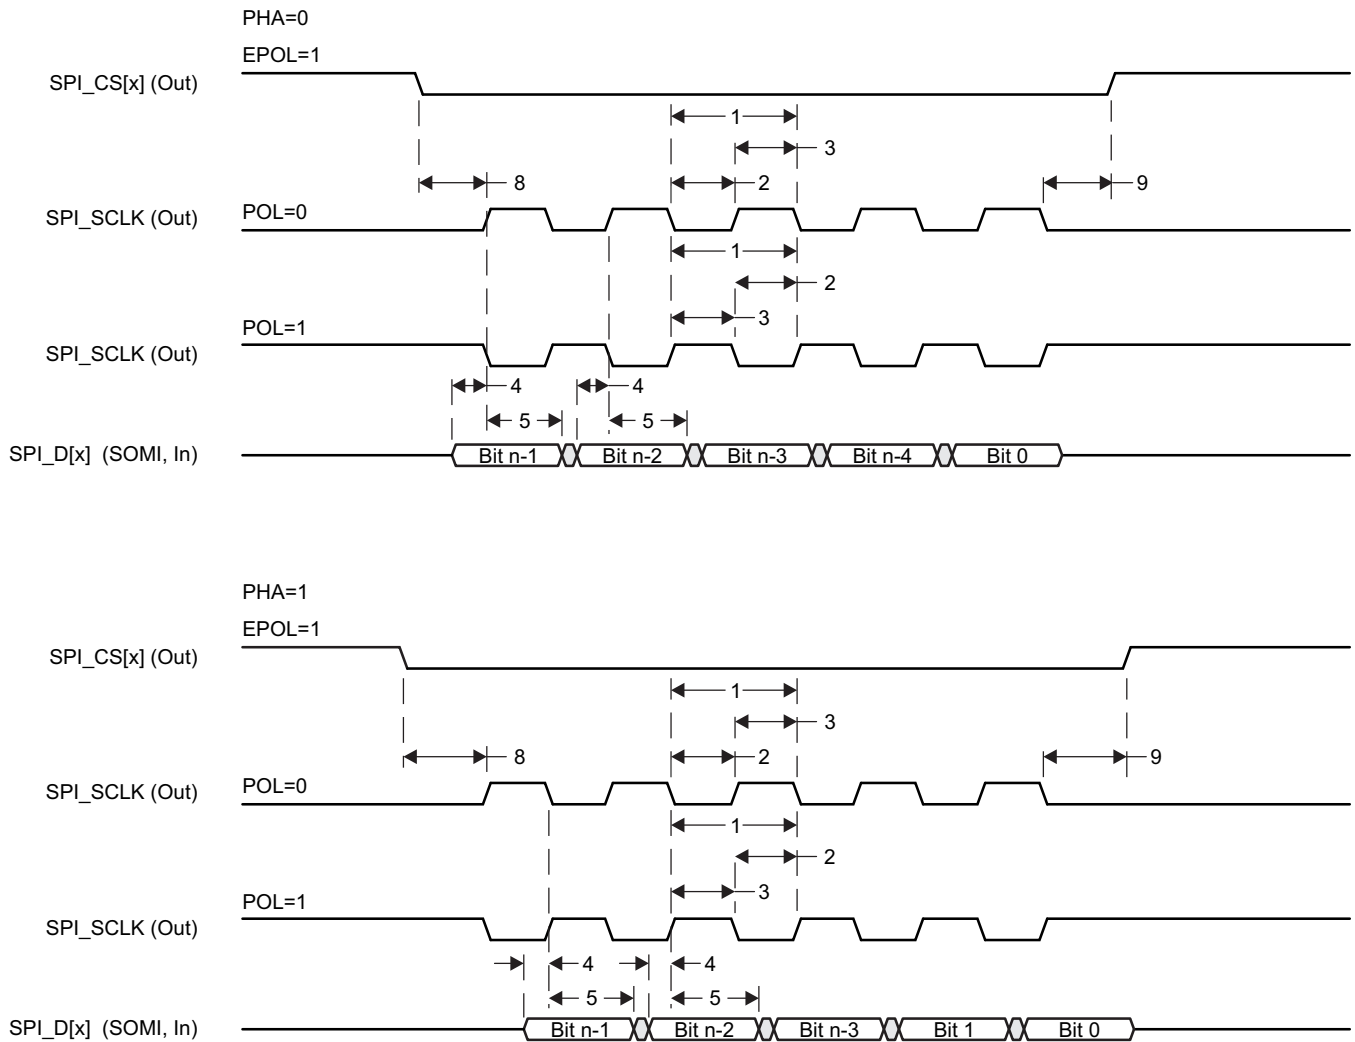 PHA=0
EPOL=1
SPI_CS[x] (Out)
1
3
8
2
9
SPI_SCLK (Out)
POL=0
1
2
3
POL=1
SPI_SCLK (Out)
4
4
5
5
SPI_D[x] (SOMI, In)
Bit n-1
Bit n-2
Bit n-3
Bit n-4
Bit 0
PHA=1
EPOL=1
SPI_CS[x] (Out)
1
3
8
2
9
SPI_SCLK (Out)
POL=0
1
2
3
POL=1
SPI_SCLK (Out)
4
4
5
5
SPI_D[x] (SOMI, In)
Bit n-1
Bit n-2
Bit n-3
Bit 1
Bit 0